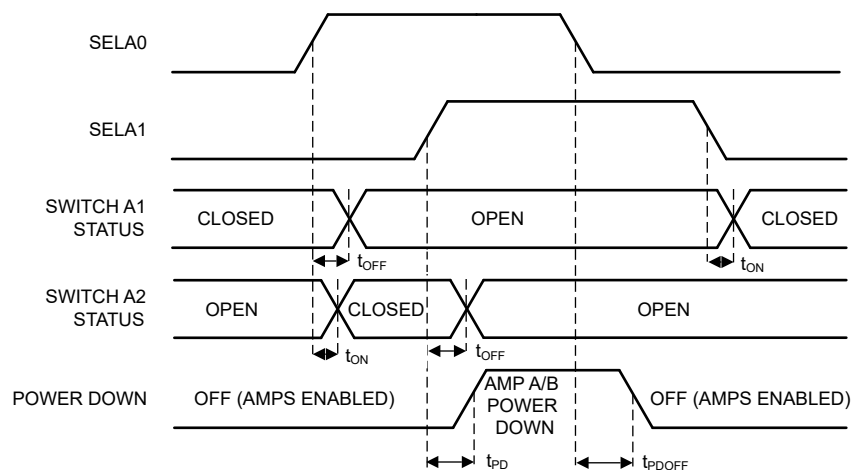 SELA0
SELA1
SWITCH A1
STATUS
CLOSED
OPEN
CLOSED
tOFF
tON
SWITCH A2
STATUS
OPEN
CLOSED
OPEN
tON
tOFF
POWER DOWN
OFF (AMPS ENABLED)
AMP A/B
POWER
DOWN
OFF (AMPS ENABLED)
tPD
tPDOFF